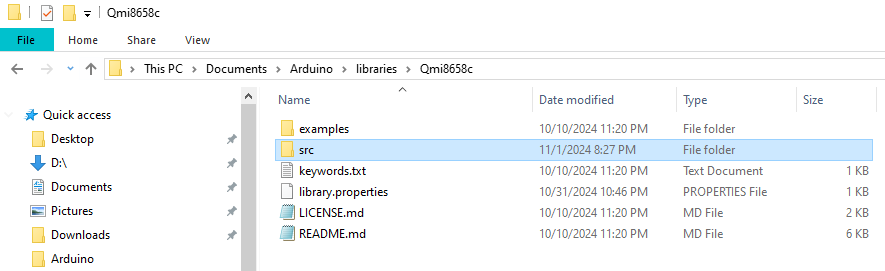 Qmi8658c
File Home Share View
This PC Documents Arduino libraries Qmi8658c
Name Date modified Type Size
Quick access
Desktop
D:\
Documents
Pictures
Downloads
Arduino
examples 10/10/2024 11:20 PM File folder
src 11/1/2024 8:27 PM File folder
keywords.txt 10/10/2024 11:20 PM Text Document 1 KB
library.properties 10/31/2024 10:46 PM PROPERTIES File 1 KB
LICENSE.md 10/10/2024 11:20 PM MD File 2 KB
README.md 10/10/2024 11:20 PM MD File 6 KB